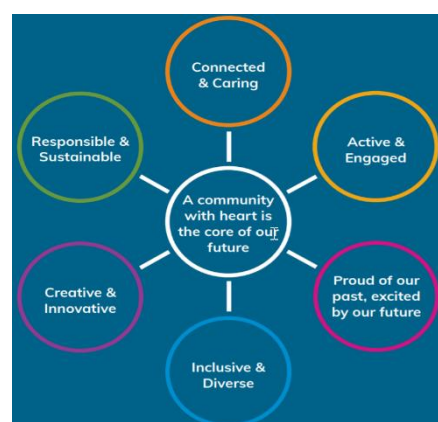 Connected
& Caring
Responsible &
Sustainable
Active &
Engaged
A community
with heart is
the core of our
future
Creative &
Innovative
Proud of our
past, excited
by our future
Inclusive &
Diverse